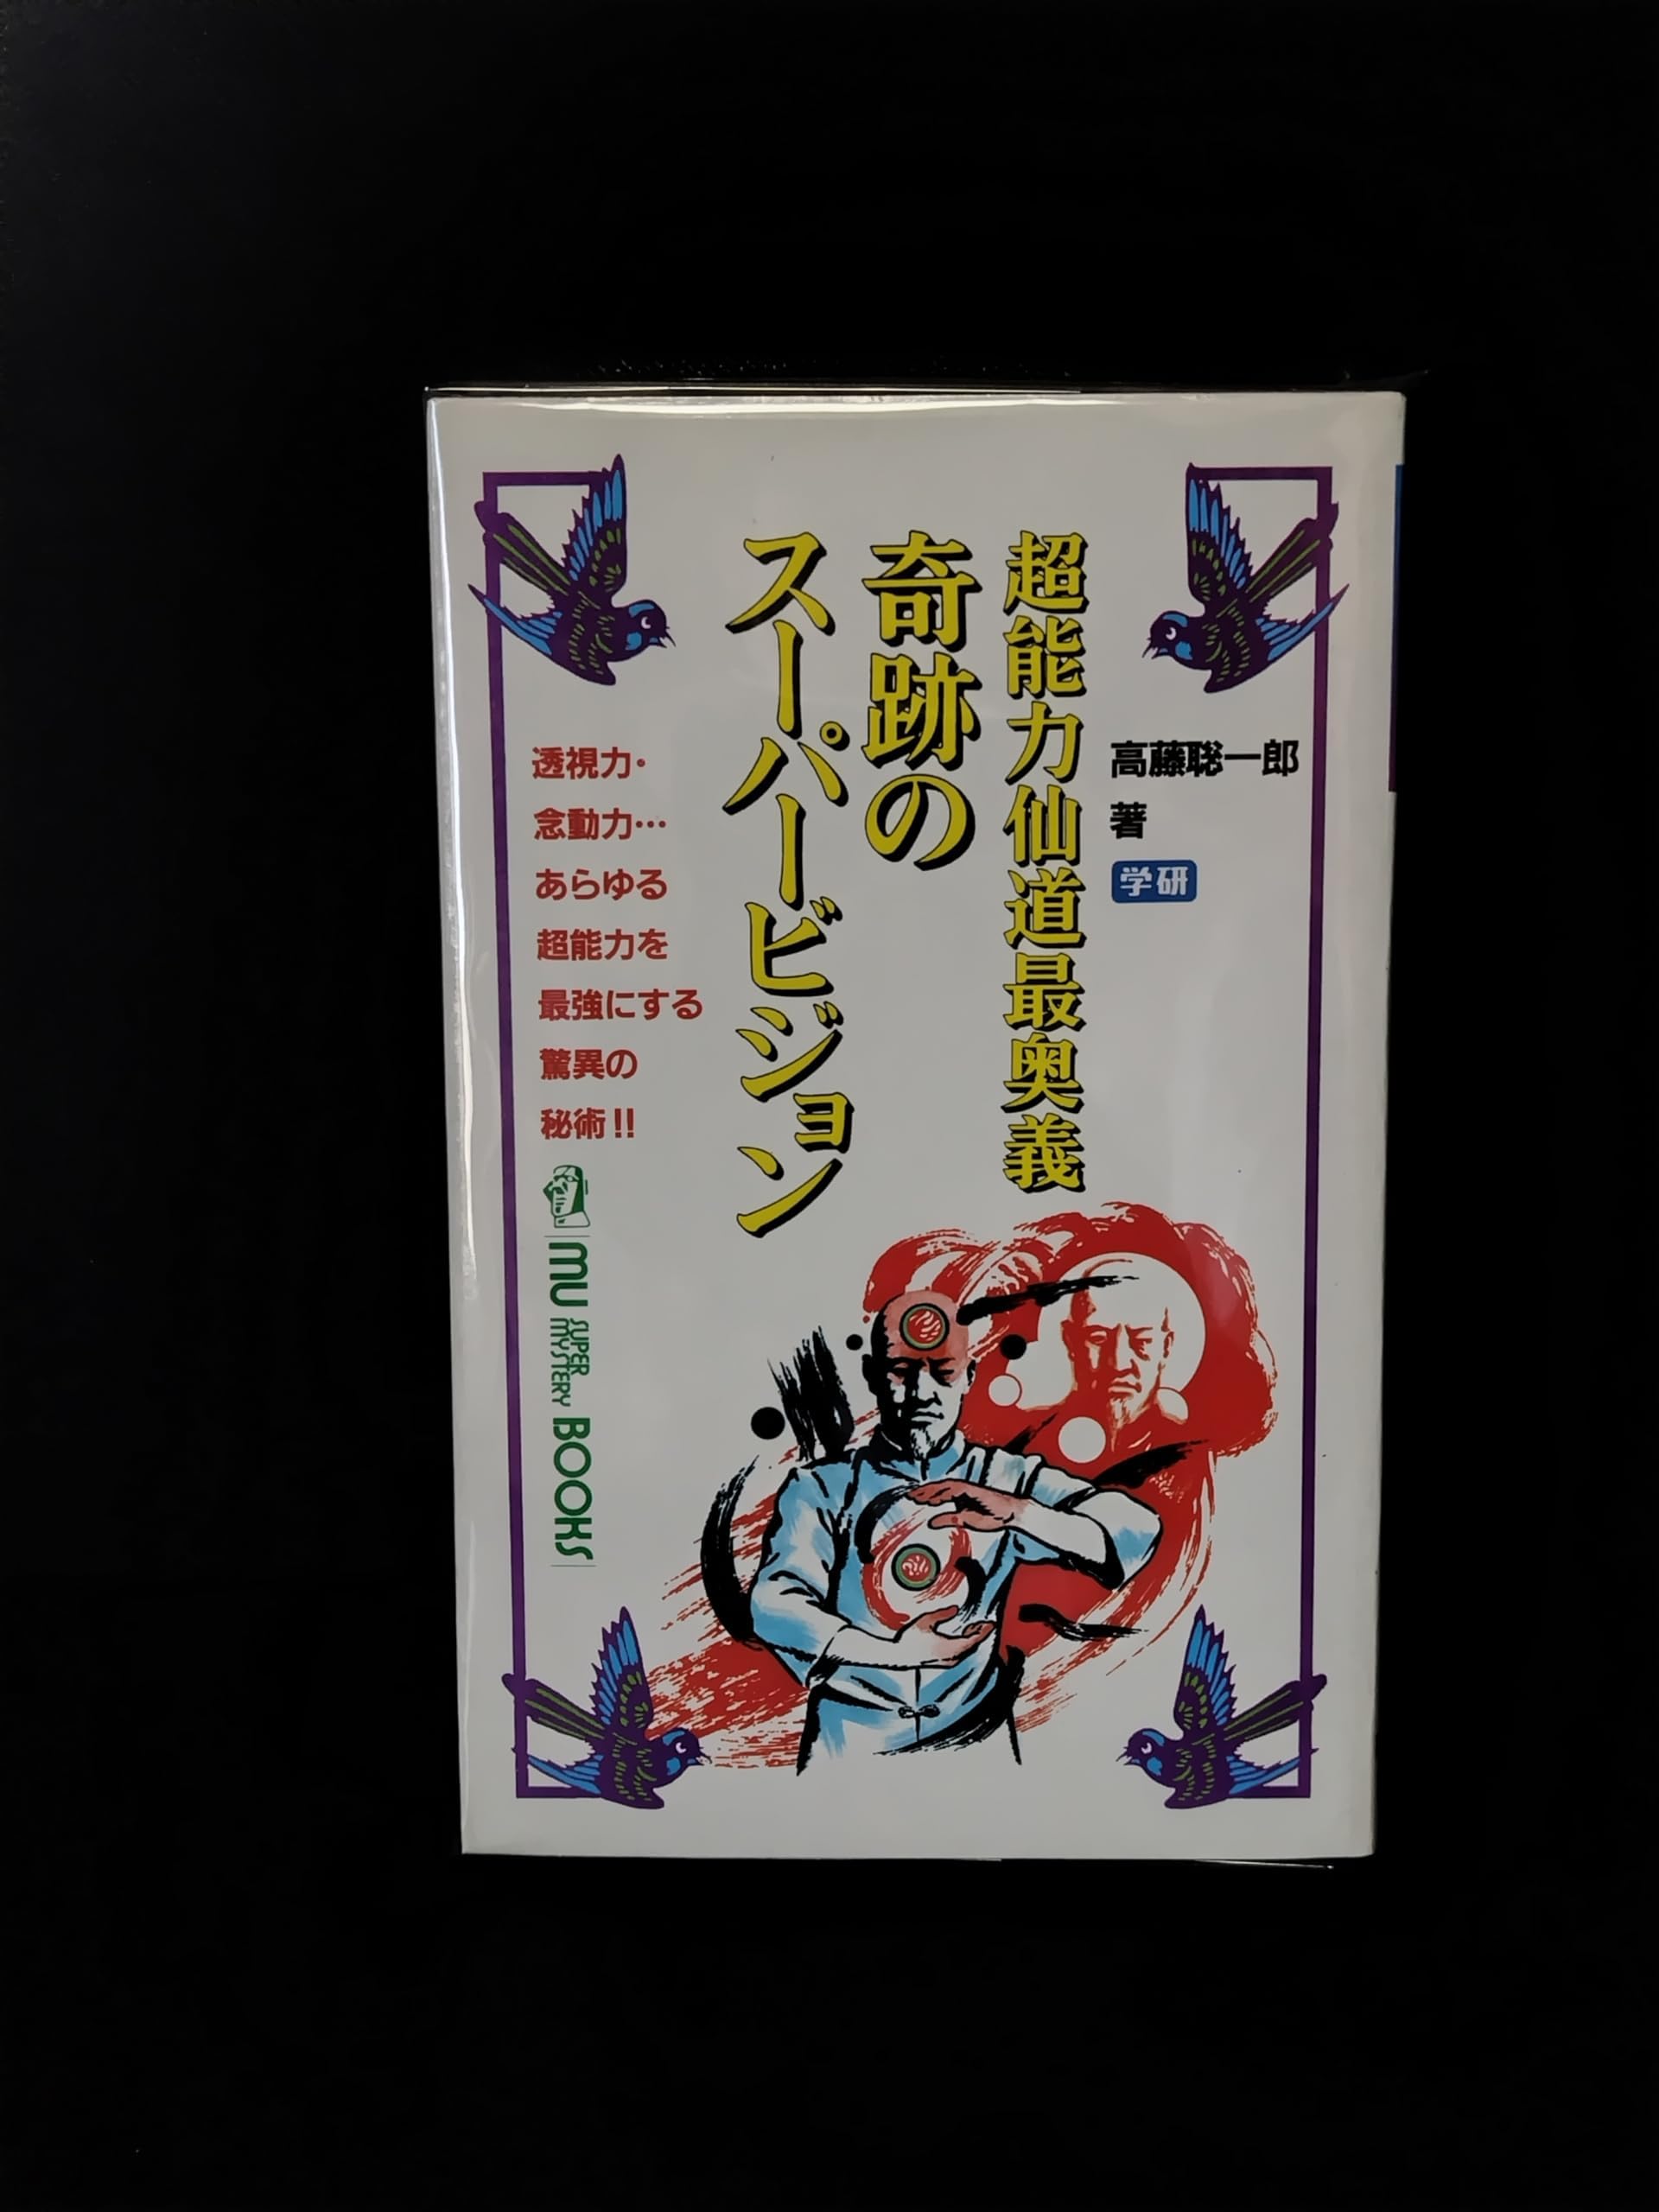 高藤聡一郎
著
学研
超能力仙道最奥義
奇跡の
スーパービジョン
透視力・
念動力…
あらゆる
超能力を
最強にする
驚異の
秘術!!
MU SUPER MYSTERY BOOKS